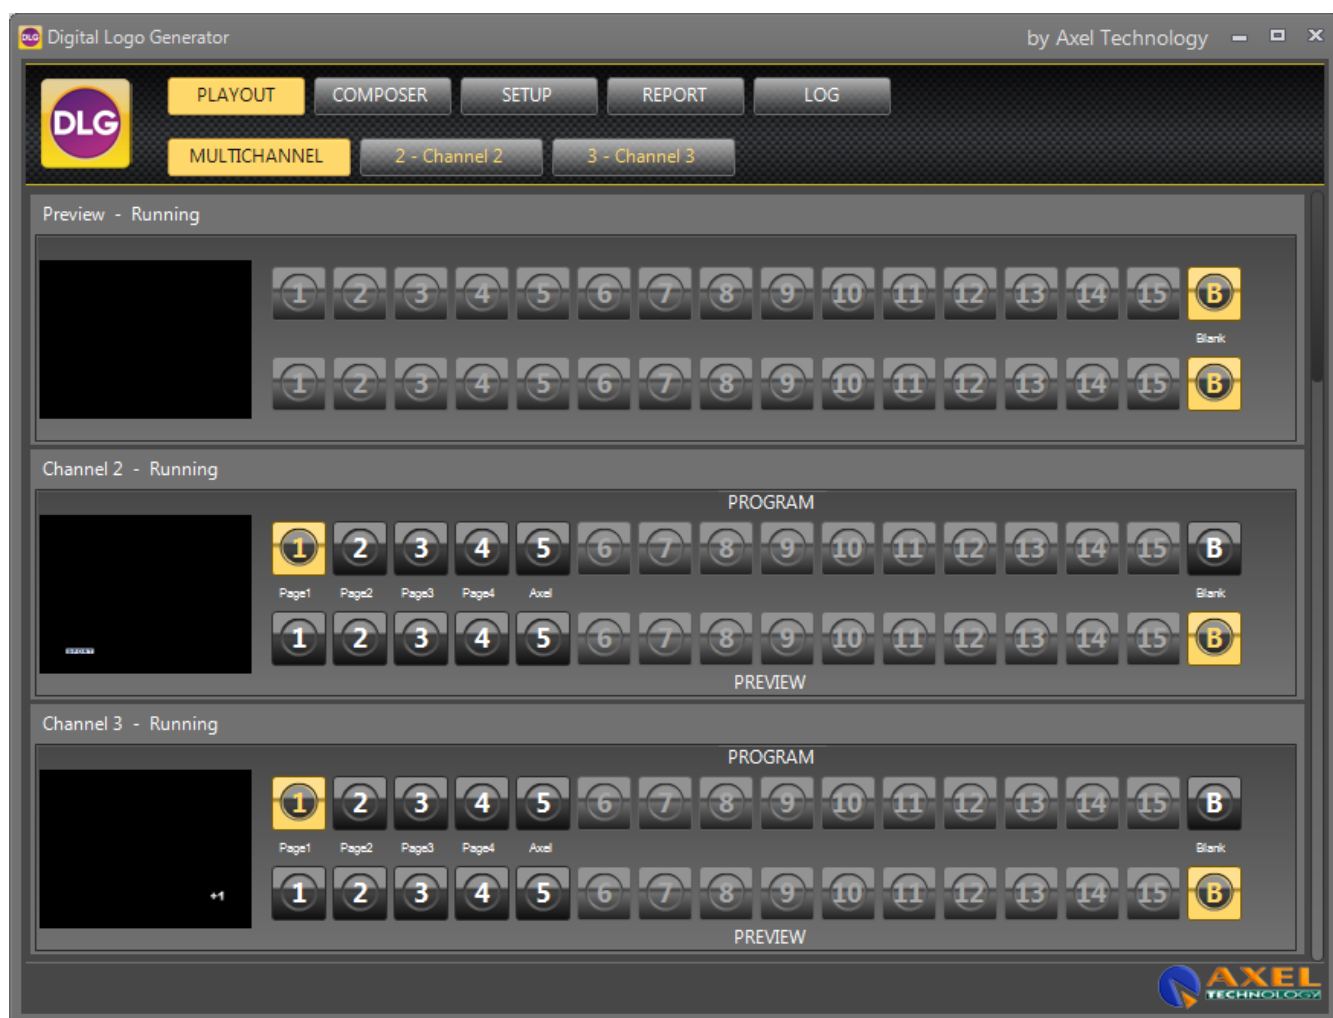 DLG Digital Logo Generator by Axel Technology
DLG PLAYOUT COMPOSER SETUP REPORT LOG
MULTICHANNEL 2 - Channel 2 3 - Channel 3
Preview - Running
1 2 3 4 5 6 7 8 9 10 11 12 13 14 15 B
Blank
1 2 3 4 5 6 7 8 9 10 11 12 13 14 15 B
Channel 2 - Running
PROGRAM
1 2 3 4 5 6 7 8 9 10 11 12 13 14 15 B
Page1 Page2 Page3 Page4 Axel Blank
1 2 3 4 5 6 7 8 9 10 11 12 13 14 15 B
PREVIEW
Channel 3 - Running
PROGRAM
1 2 3 4 5 6 7 8 9 10 11 12 13 14 15 B
Page1 Page2 Page3 Page4 Axel Blank
+1 1 2 3 4 5 6 7 8 9 10 11 12 13 14 15 B
PREVIEW
AXEL
TECHNOLOGY